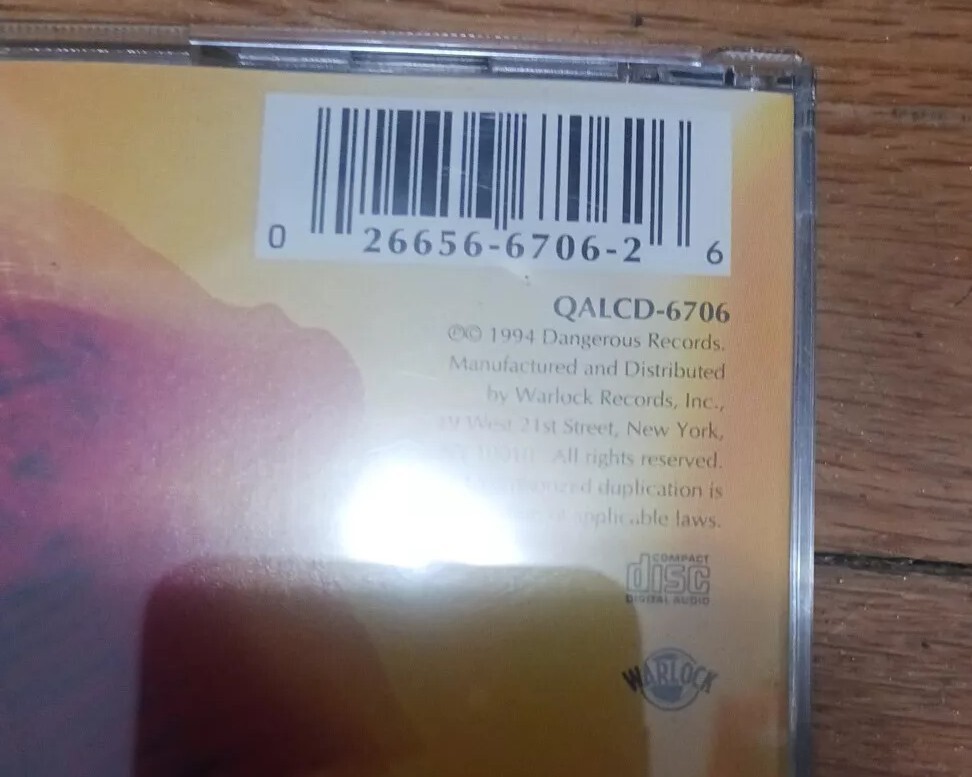 0 26656-6706-2 6
QALCD-6706
℗© 1994 Dangerous Records.
Manufactured and Distributed
by Warlock Records, Inc.,
West 21st Street, New York,
All rights reserved.
duplication is
applicable laws.
COMPACT
disc
DIGITAL AUDIO
WARLOCK